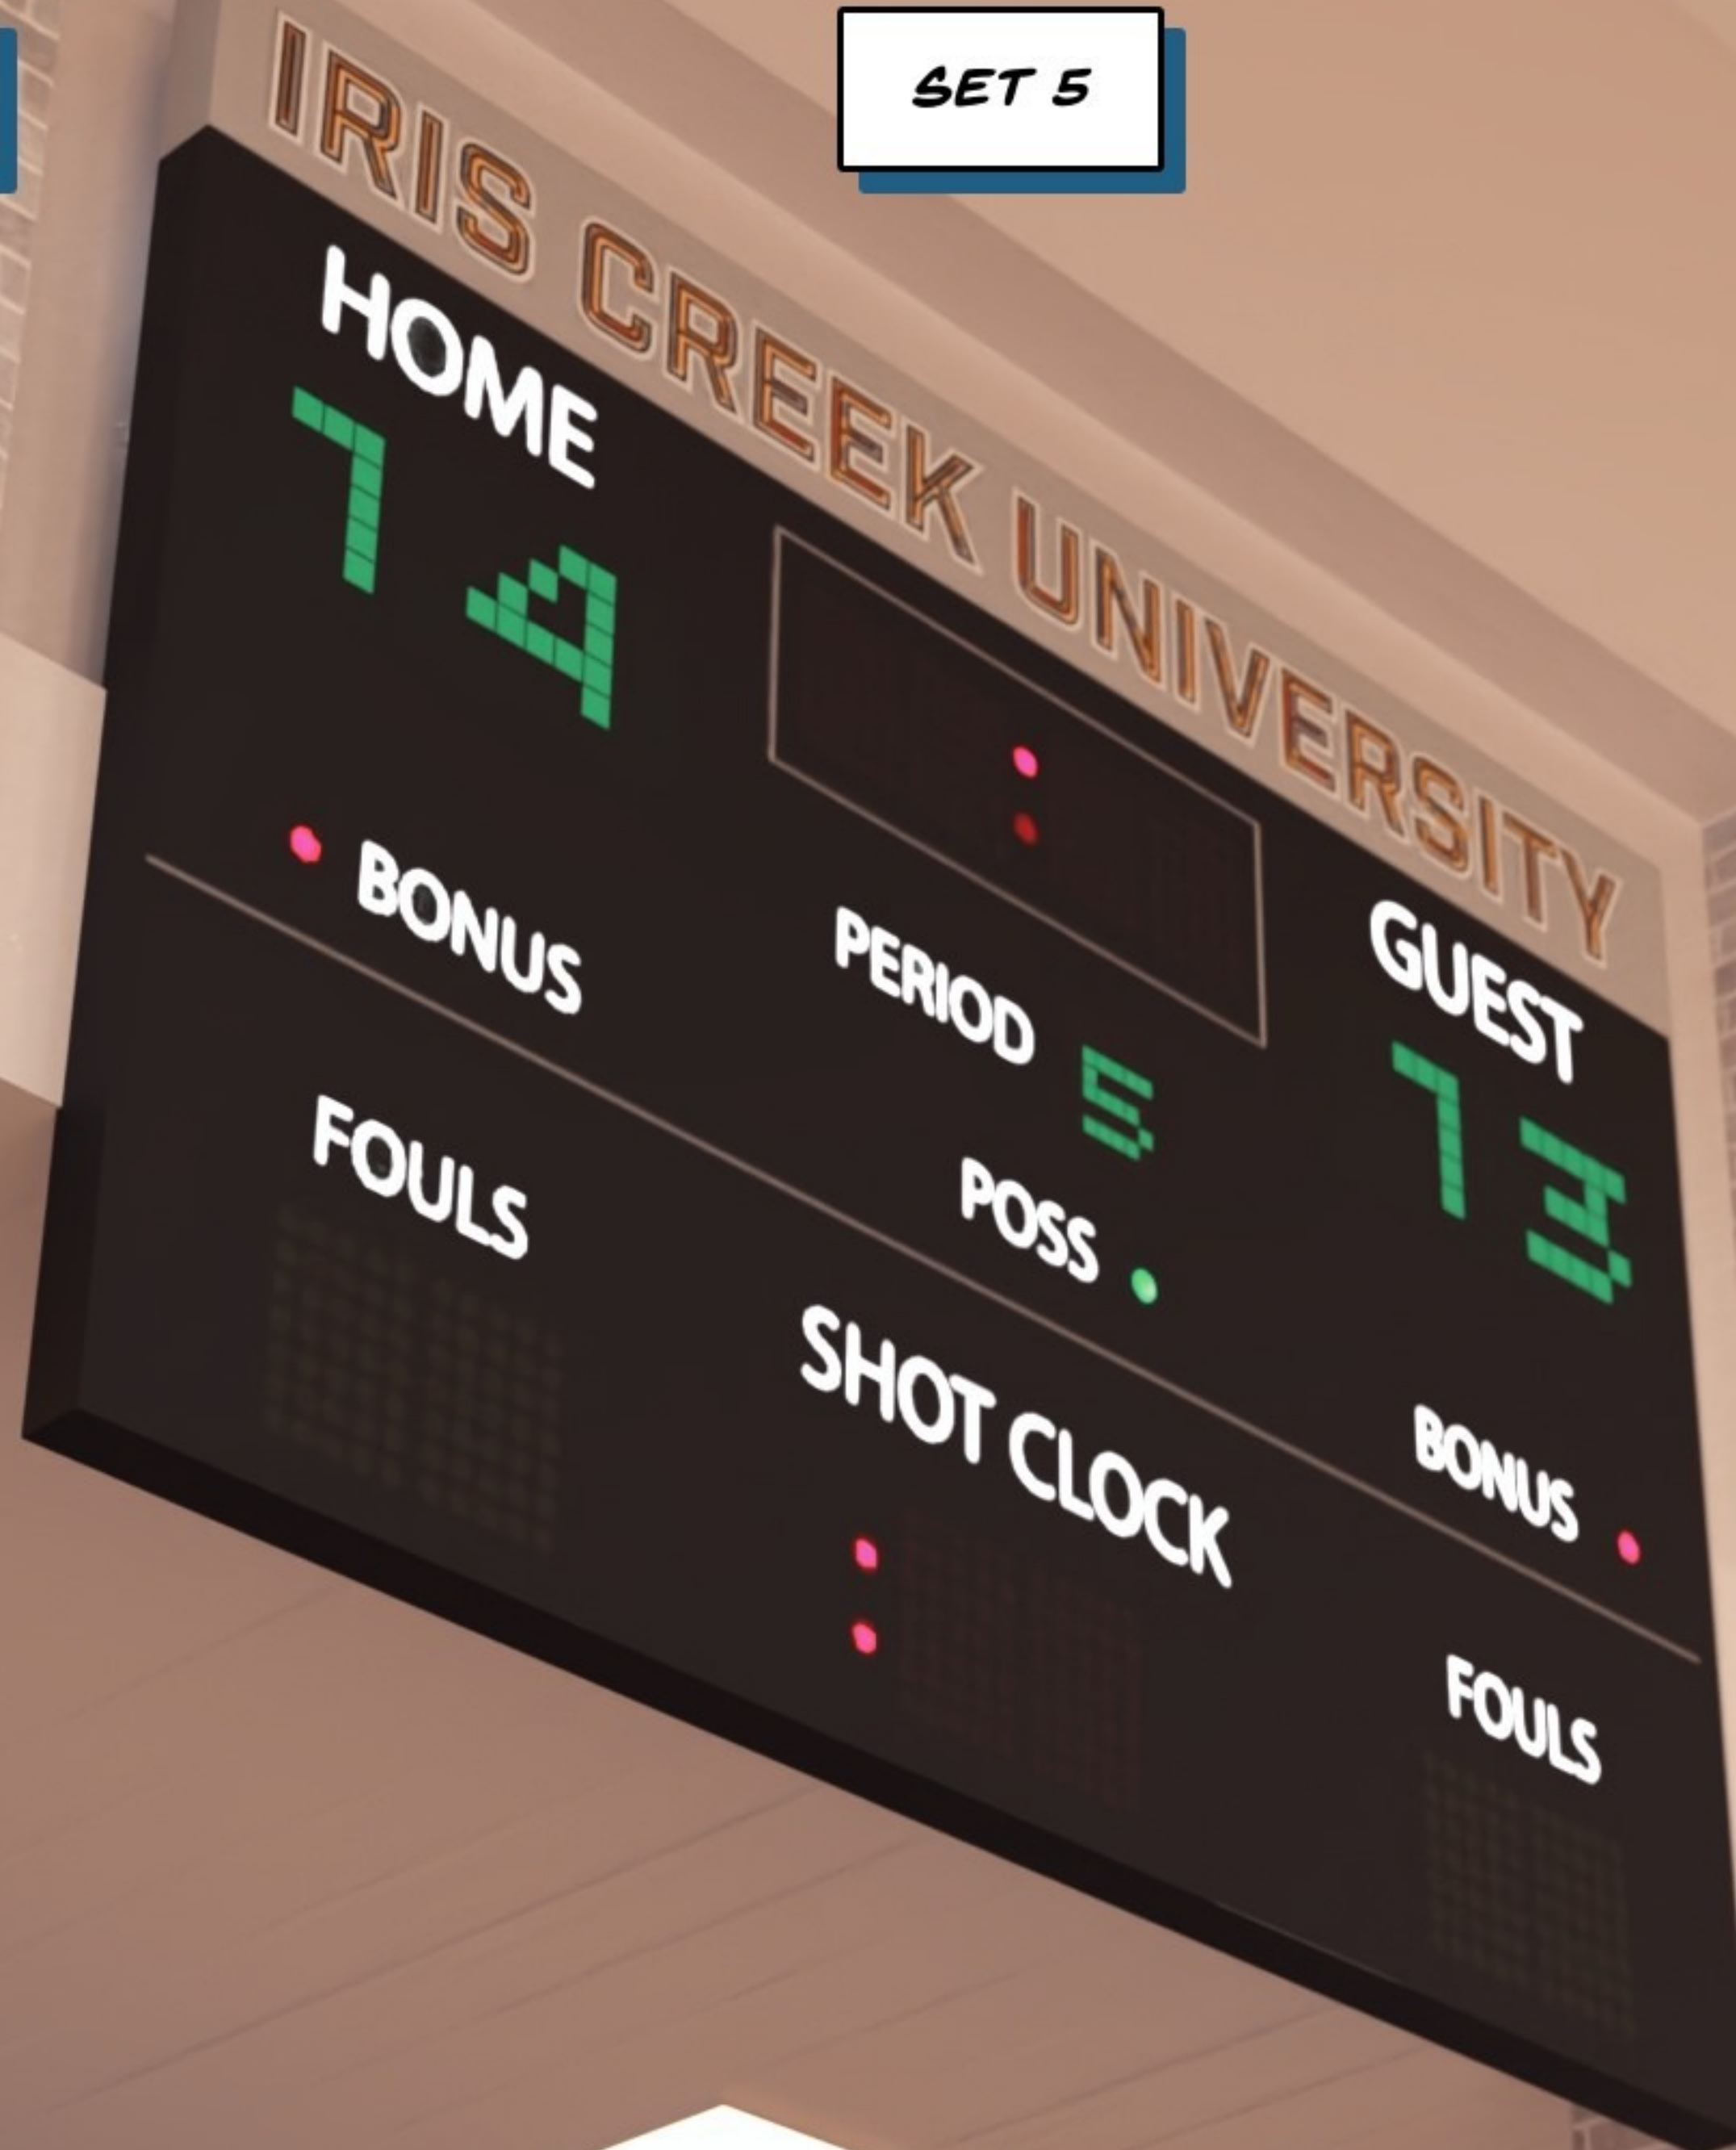 SET 5
IRIS CREEK UNIVERSITY
HOME
74
BONUS
PERIOD 5
POSS
GUEST
73
BONUS
FOULS
SHOT CLOCK
FOULS